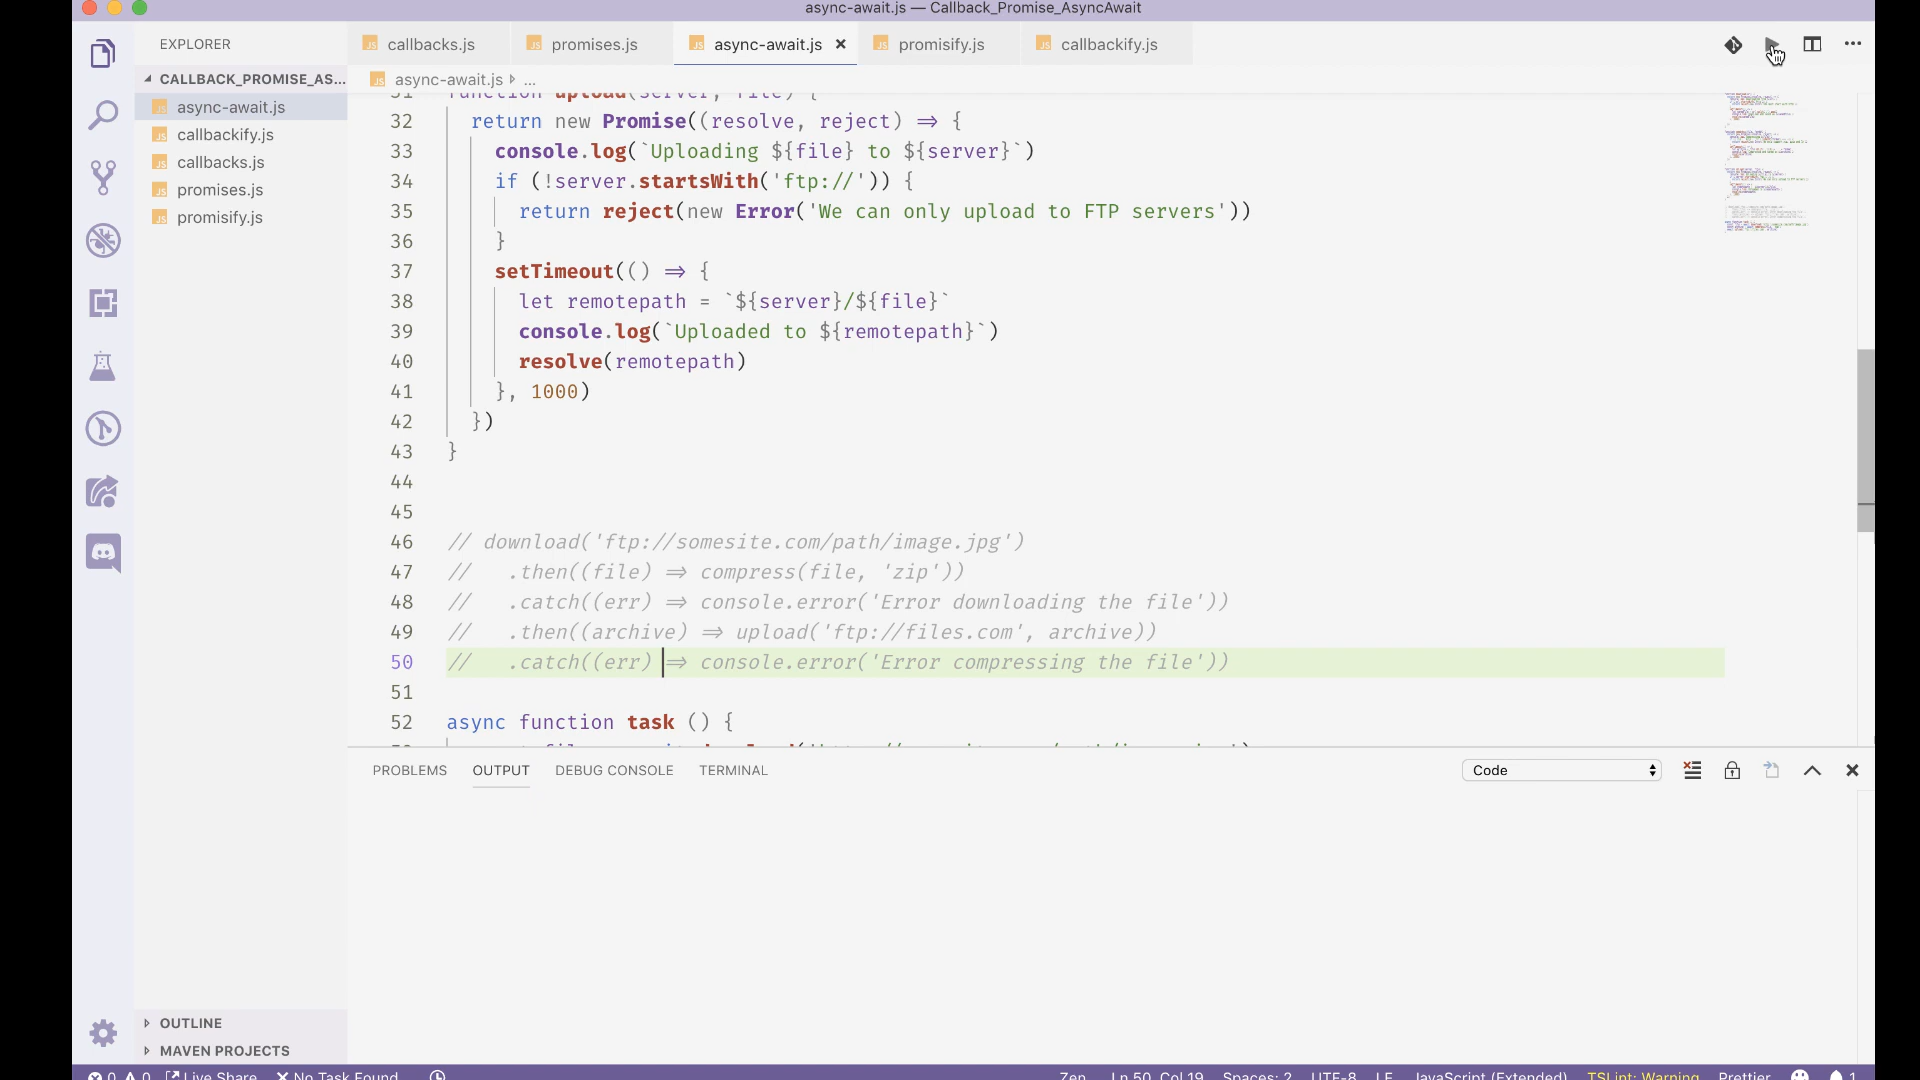 async-await.js — Callback_Promise_AsyncAwait
EXPLORER
callbacks.js
promises.js
async-await.js
promisify.js
callbackify.js
CALLBACK_PROMISE_AS...
async-await.js
callbackify.js
callbacks.js
promises.js
promisify.js
async-await.js ...
31 function upload(server, file) {
32 return new Promise((resolve, reject) => {
33 console.log(`Uploading ${file} to ${server}`)
34 if (!server.startsWith('ftp://')) {
35 return reject(new Error('We can only upload to FTP servers'))
36 }
37 setTimeout(() => {
38 let remotepath = `${server}/${file}`
39 console.log(`Uploaded to ${remotepath}`)
40 resolve(remotepath)
41 }, 1000)
42 })
43 }
44
45
46 // download('ftp://somesite.com/path/image.jpg')
47 // .then((file) => compress(file, 'zip'))
48 // .catch((err) => console.error('Error downloading the file'))
49 // .then((archive) => upload('ftp://files.com', archive))
50 // .catch((err) => console.error('Error compressing the file'))
51
52 async function task () {
PROBLEMS OUTPUT DEBUG CONSOLE TERMINAL
Code
OUTLINE
MAVEN PROJECTS
0 0 Live Share No Task Found Zen Ln 50, Col 19 Spaces: 2 UTF-8 LF JavaScript (Extended) TSLint: Warning Prettier 1